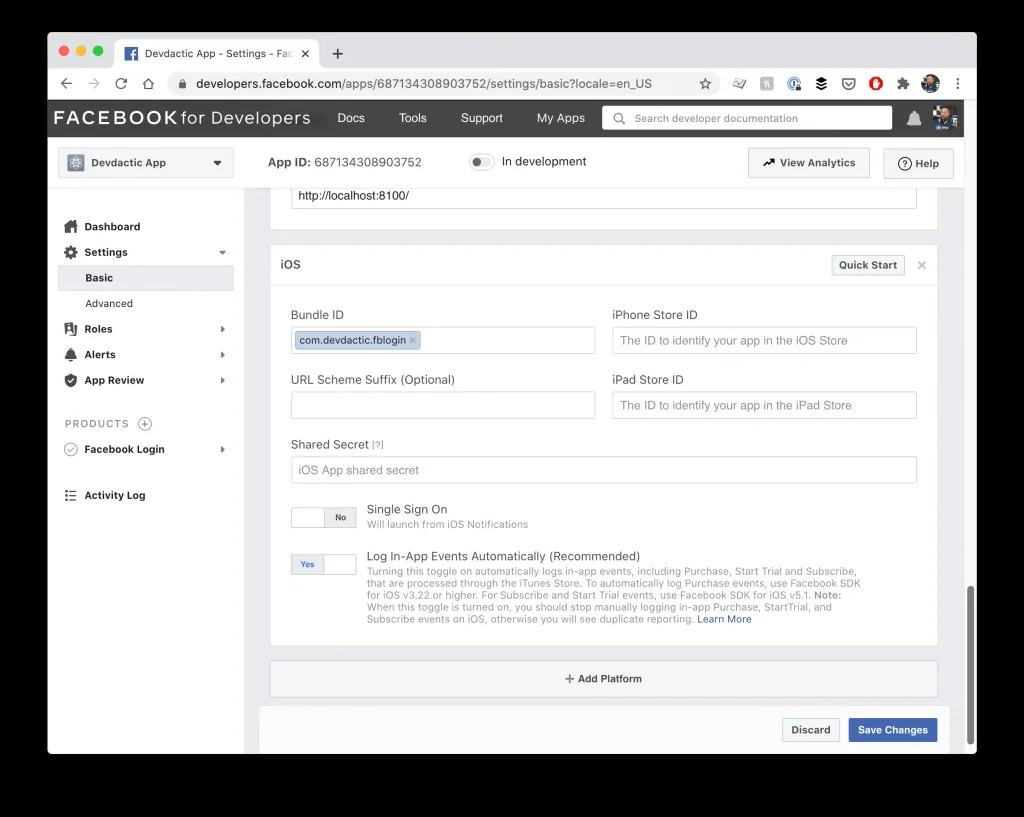 Devdactic App - Settings - Fac
developers.facebook.com/apps/687134308903752/settings/basic?locale=en_US
FACEBOOK for Developers
Docs
Tools
Support
My Apps
Search developer documentation
Devdactic App
App ID: 687134308903752
In development
View Analytics
Help
http://localhost:8100/
Dashboard
Settings
Basic
Advanced
Roles
Alerts
App Review
PRODUCTS
Facebook Login
Activity Log
iOS
Quick Start
Bundle ID
com.devdactic.fblogin
iPhone Store ID
The ID to identify your app in the iOS Store
URL Scheme Suffix (Optional)
iPad Store ID
The ID to identify your app in the iPad Store
Shared Secret [?]
iOS App shared secret
No
Single Sign On
Will launch from iOS Notifications
Yes
Log In-App Events Automatically (Recommended)
Turning this toggle on automatically logs in-app events, including Purchase, Start Trial and Subscribe,
that are processed through the iTunes Store. To automatically log Purchase events, use Facebook SDK
for iOS v3.22 or higher. For Subscribe and Start Trial events, use Facebook SDK for iOS v5.1. Note:
When this toggle is turned on, you should stop manually logging in-app Purchase, StartTrial, and
Subscribe events on iOS, otherwise you will see duplicate reporting. Learn More
+ Add Platform
Discard
Save Changes